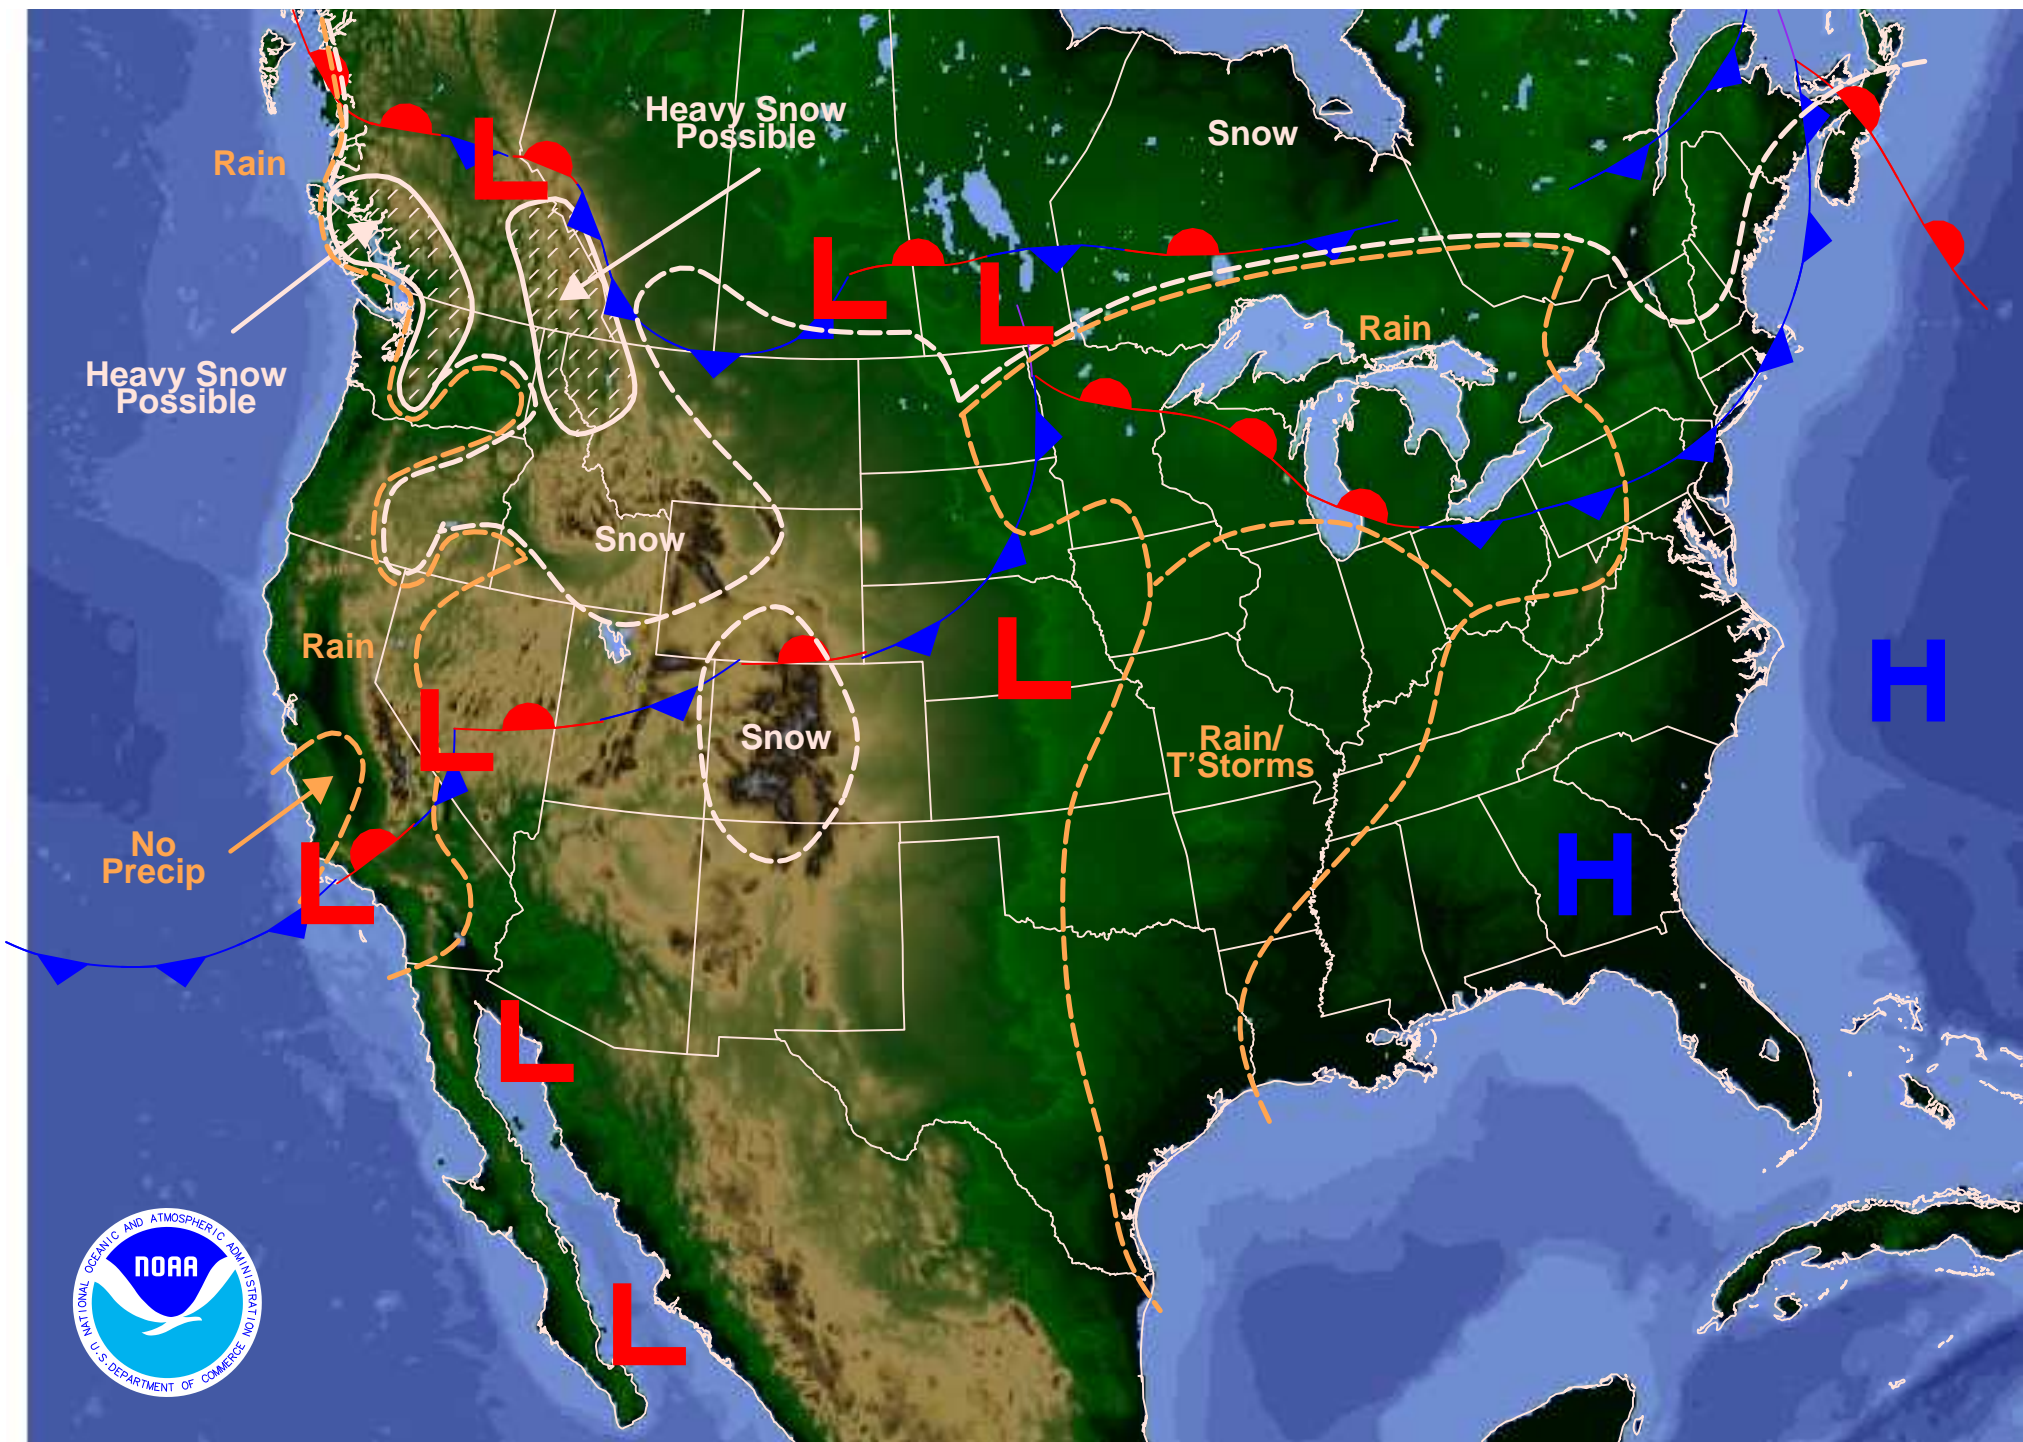 Heavy Snow
Possible
Snow
Rain
Rain
Heavy Snow
Possible
Snow
Rain
Snow
Rain/
T'Storms
No
Precip
L
L
L
L
L
L
L
L
H
H
NATIONAL OCEANIC AND ATMOSPHERIC ADMINISTRATION
NOAA
U.S. DEPARTMENT OF COMMERCE